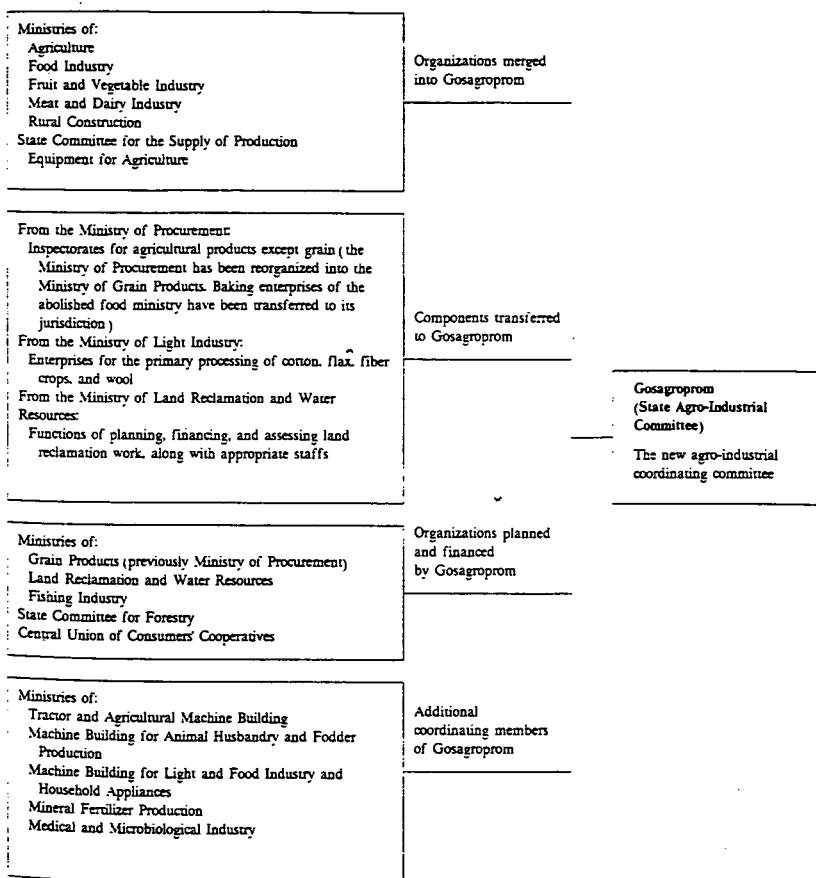 Ministries of:
Agriculture
Food Industry
Fruit and Vegetable Industry
Meat and Dairy Industry
Rural Construction
State Committee for the Supply of Production
Equipment for Agriculture
Organizations merged
into Gosagroprom
From the Ministry of Procurement:
Inspectorates for agricultural products except grain (the
Ministry of Procurement has been reorganized into the
Ministry of Grain Products. Baking enterprises of the
abolished food ministry have been transferred to its
jurisdiction)
From the Ministry of Light Industry:
Enterprises for the primary processing of cotton, flax, fiber
crops, and wool
From the Ministry of Land Reclamation and Water
Resources:
Functions of planning, financing, and assessing land
reclamation work, along with appropriate staffs
Components transferred
to Gosagroprom
Gosagroprom
(State Agro-Industrial
Committee)
The new agro-industrial
coordinating committee
Ministries of:
Grain Products (previously Ministry of Procurement)
Land Reclamation and Water Resources
Fishing Industry
State Committee for Forestry
Central Union of Consumers' Cooperatives
Organizations planned
and financed
by Gosagroprom
Ministries of:
Tractor and Agricultural Machine Building
Machine Building for Animal Husbandry and Fodder
Production
Machine Building for Light and Food Industry and
Household Appliances
Mineral Fertilizer Production
Medical and Microbiological Industry
Additional
coordinating members
of Gosagroprom